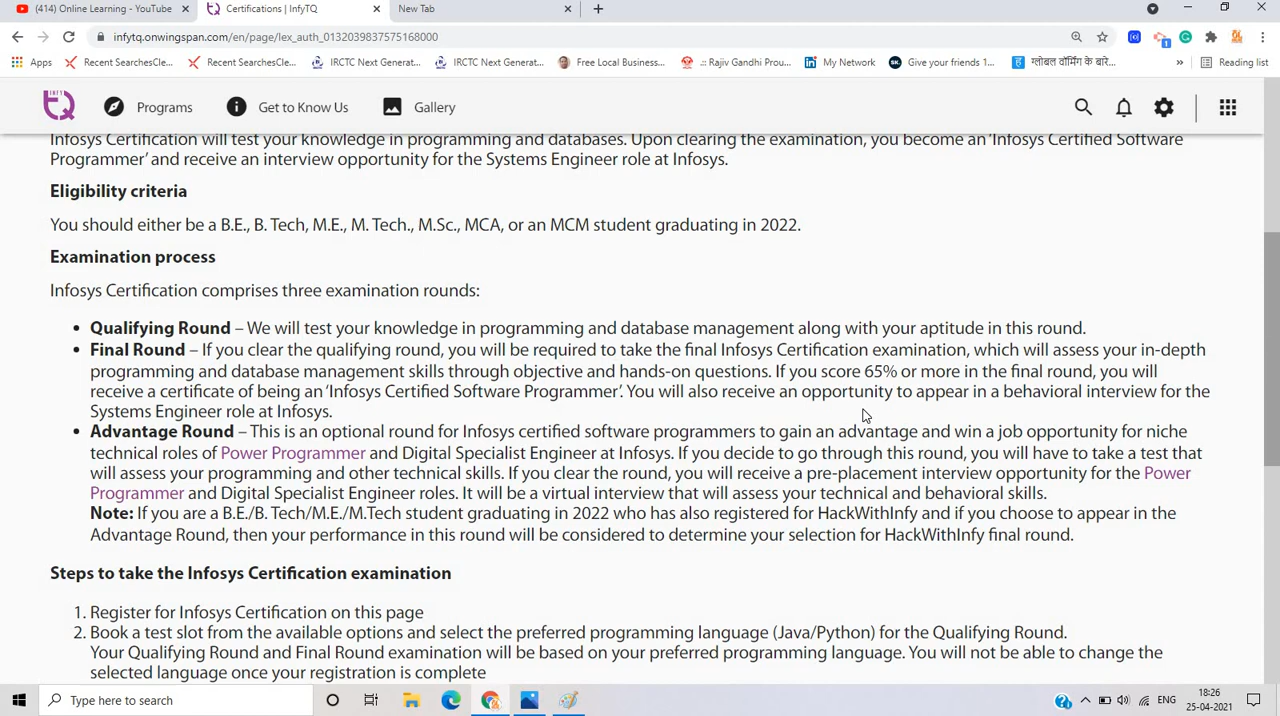 (414) Online Learning - YouTube
Certifications | InfyTQ
New Tab
infytq.onwingspan.com/en/page/lex_auth_0132039837575168000
Apps
Recent SearchesCle...
Recent SearchesCle...
IRCTC Next Generat...
IRCTC Next Generat...
Free Local Business...
.:: Rajiv Gandhi Prou...
My Network
Give your friends 1...
ग्लोबल वॉर्मिंग के बारे...
»
Reading list
INFY
TQ
Programs
Get to Know Us
Gallery
Infosys Certification will test your knowledge in programming and databases. Upon clearing the examination, you become an 'Infosys Certified Software
Programmer' and receive an interview opportunity for the Systems Engineer role at Infosys.
Eligibility criteria
You should either be a B.E., B. Tech, M.E., M. Tech., M.Sc., MCA, or an MCM student graduating in 2022.
Examination process
Infosys Certification comprises three examination rounds:
• Qualifying Round – We will test your knowledge in programming and database management along with your aptitude in this round.
• Final Round – If you clear the qualifying round, you will be required to take the final Infosys Certification examination, which will assess your in-depth
programming and database management skills through objective and hands-on questions. If you score 65% or more in the final round, you will
receive a certificate of being an 'Infosys Certified Software Programmer'. You will also receive an opportunity to appear in a behavioral interview for the
Systems Engineer role at Infosys.
• Advantage Round – This is an optional round for Infosys certified software programmers to gain an advantage and win a job opportunity for niche
technical roles of Power Programmer and Digital Specialist Engineer at Infosys. If you decide to go through this round, you will have to take a test that
will assess your programming and other technical skills. If you clear the round, you will receive a pre-placement interview opportunity for the Power
Programmer and Digital Specialist Engineer roles. It will be a virtual interview that will assess your technical and behavioral skills.
Note: If you are a B.E./B. Tech/M.E./M.Tech student graduating in 2022 who has also registered for HackWithInfy and if you choose to appear in the
Advantage Round, then your performance in this round will be considered to determine your selection for HackWithInfy final round.
Steps to take the Infosys Certification examination
1. Register for Infosys Certification on this page
2. Book a test slot from the available options and select the preferred programming language (Java/Python) for the Qualifying Round.
Your Qualifying Round and Final Round examination will be based on your preferred programming language. You will not be able to change the
selected language once your registration is complete
Type here to search
ENG
18:26
25-04-2021